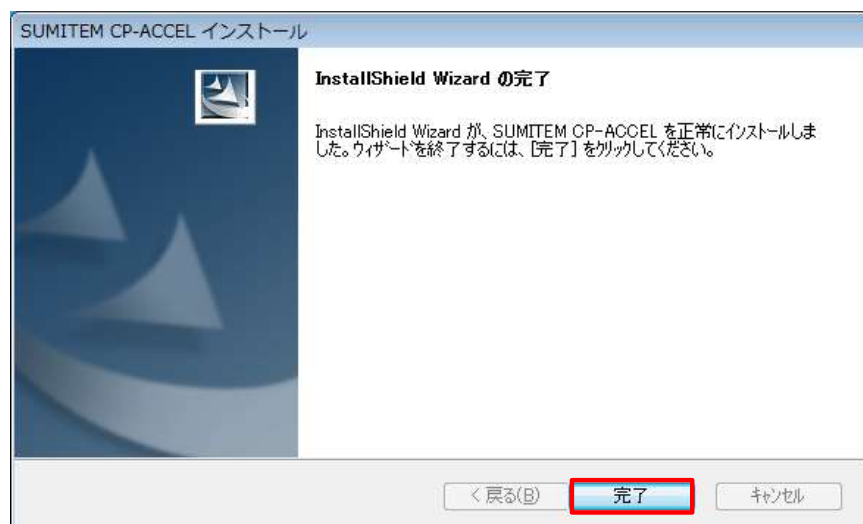 SUMITEM CP-ACCEL インストール
InstallShield Wizard の完了
InstallShield Wizard が、SUMITEM CP-ACCEL を正常にインストールしま
した。ウィザードを終了するには、[完了] をクリックしてください。
< 戻る(B) 完了 キャンセル